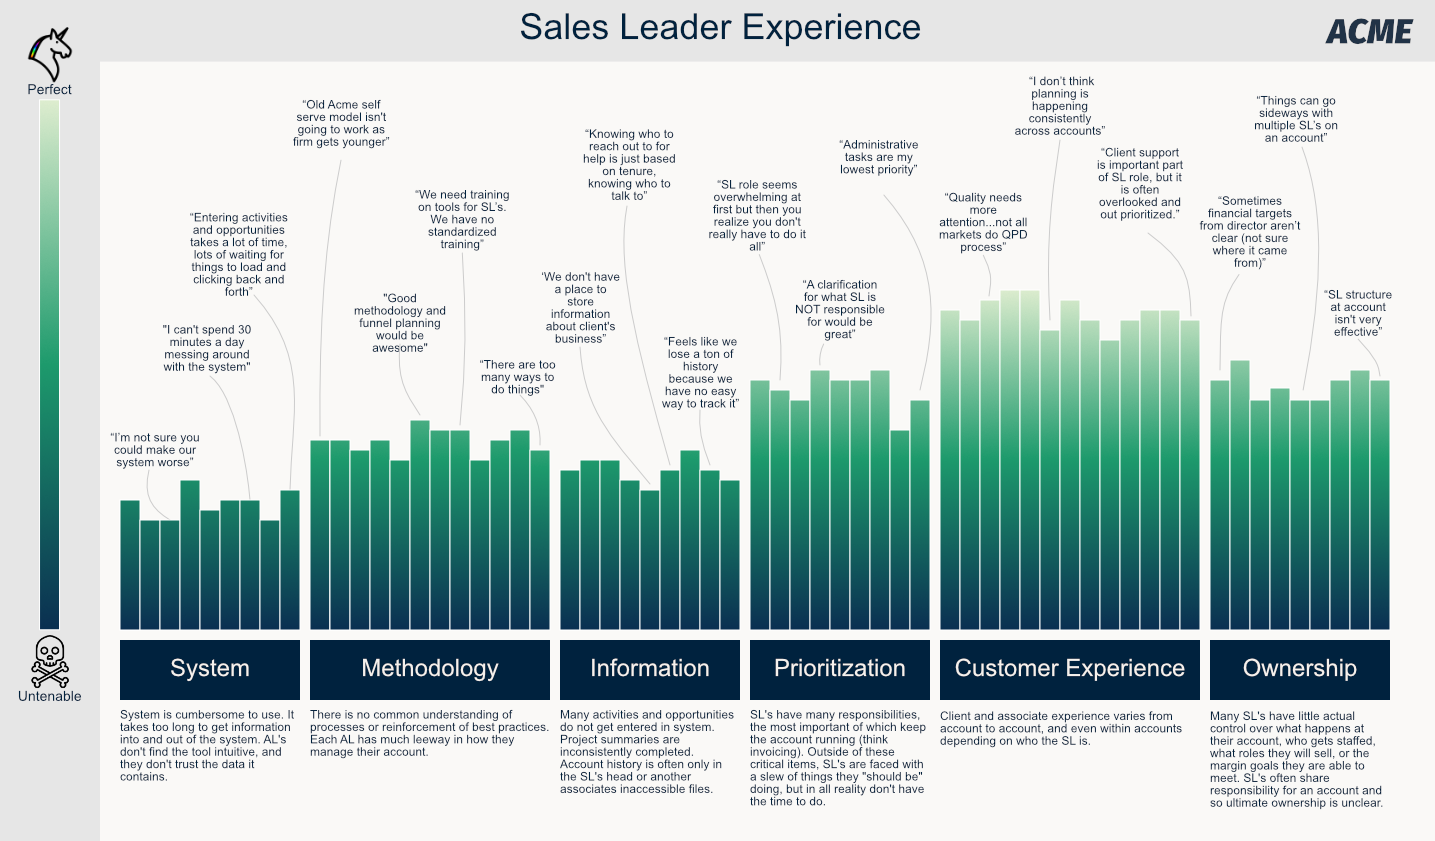 Sales Leader Experience
ACME
Perfect
“Old Acme self
serve model isn't
going to work as
firm gets younger”
“Knowing who to
reach out to for
help is just based
on tenure,
knowing who to
talk to”
“Administrative
tasks are my
lowest priority”
“I don’t think
planning is
happening
consistently
across accounts”
“Things can go
sideways with
multiple SL’s on
an account”
“Client support
is important part
of SL role, but it
is often
overlooked and
out prioritized.”
“Entering activities
and opportunities
takes a lot of time,
lots of waiting for
things to load and
clicking back and
forth”
“We need training
on tools for SL’s.
We have no
standardized
training”
“SL role seems
overwhelming at
first but then you
realize you don't
really have to do it
all”
“Quality needs
more
attention...not all
markets do QPD
process”
“Sometimes
financial targets
from director aren’t
clear (not sure
where it came
from)”
"I can't spend 30
minutes a day
messing around
with the system"
"Good
methodology and
funnel planning
would be
awesome"
'We don't have
a place to
store
information
about client's
business”
“A clarification
for what SL is
NOT responsible
for would be
great”
“SL structure
at account
isn't very
effective”
“There are too
many ways to
do things"
“Feels like we
lose a ton of
history
because we
have no easy
way to track it”
“I’m not sure you
could make our
system worse”
Untenable
System
Methodology
Information
Prioritization
Customer Experience
Ownership
System is cumbersome to use. It
takes too long to get information
into and out of the system. AL's
don't find the tool intuitive, and
they don't trust the data it
contains.
There is no common understanding of
processes or reinforcement of best practices.
Each AL has much leeway in how they
manage their account.
Many activities and opportunities
do not get entered in system.
Project summaries are
inconsistently completed.
Account history is often only in
the SL's head or another
associates inaccessible files.
SL's have many responsibilities,
the most important of which keep
the account running (think
invoicing). Outside of these
critical items, SL's are faced with
a slew of things they "should be"
doing, but in all reality don't have
the time to do.
Client and associate experience varies from
account to account, and even within accounts
depending on who the SL is.
Many SL's have little actual
control over what happens at
their account, who gets staffed,
what roles they will sell, or the
margin goals they are able to
meet. SL's often share
responsibility for an account and
so ultimate ownership is unclear.